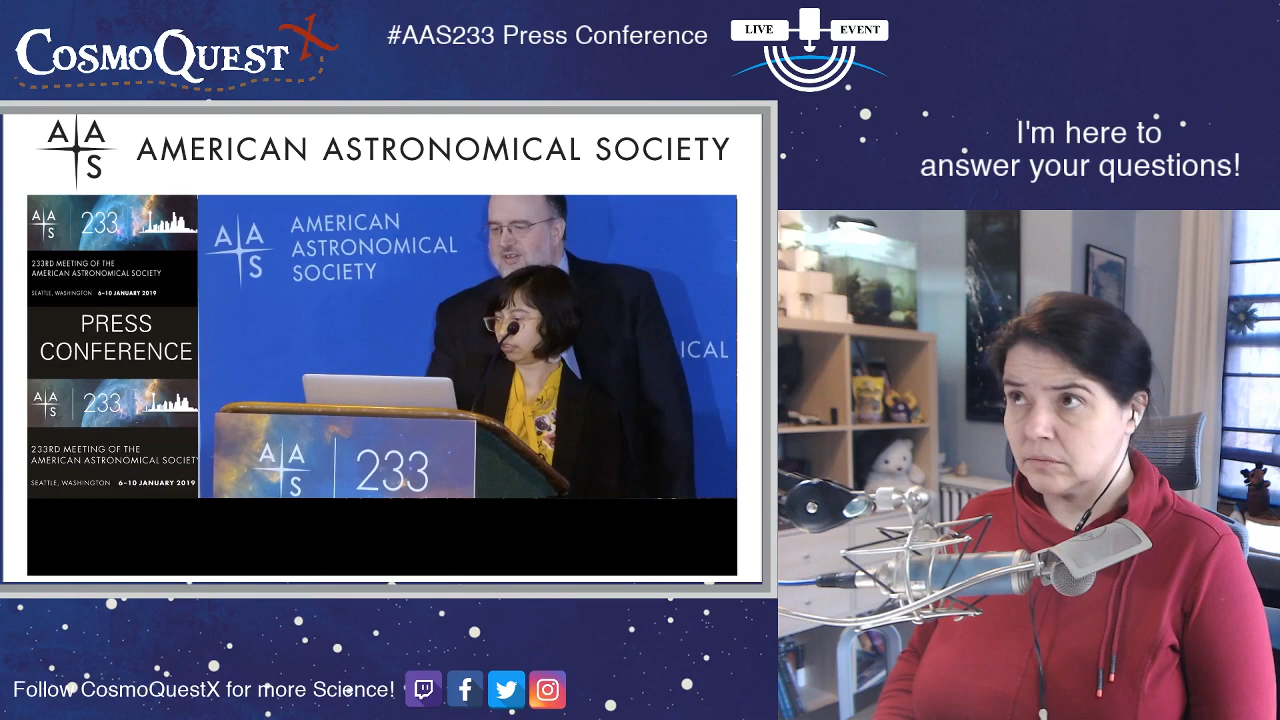 COSMOQUEST X
#AAS233 Press Conference
LIVE EVENT
I'm here to
answer your questions!
AAS
AMERICAN ASTRONOMICAL SOCIETY
AAS 233
233RD MEETING OF THE
AMERICAN ASTRONOMICAL SOCIETY
SEATTLE, WASHINGTON 6–10 JANUARY 2019
PRESS
CONFERENCE
AAS 233
233RD MEETING OF THE
AMERICAN ASTRONOMICAL SOCIETY
SEATTLE, WASHINGTON 6–10 JANUARY 2019
AAS
AMERICAN
ASTRONOMICAL
SOCIETY
ICAL
AAS 233
Follow CosmoQuestX for more Science!